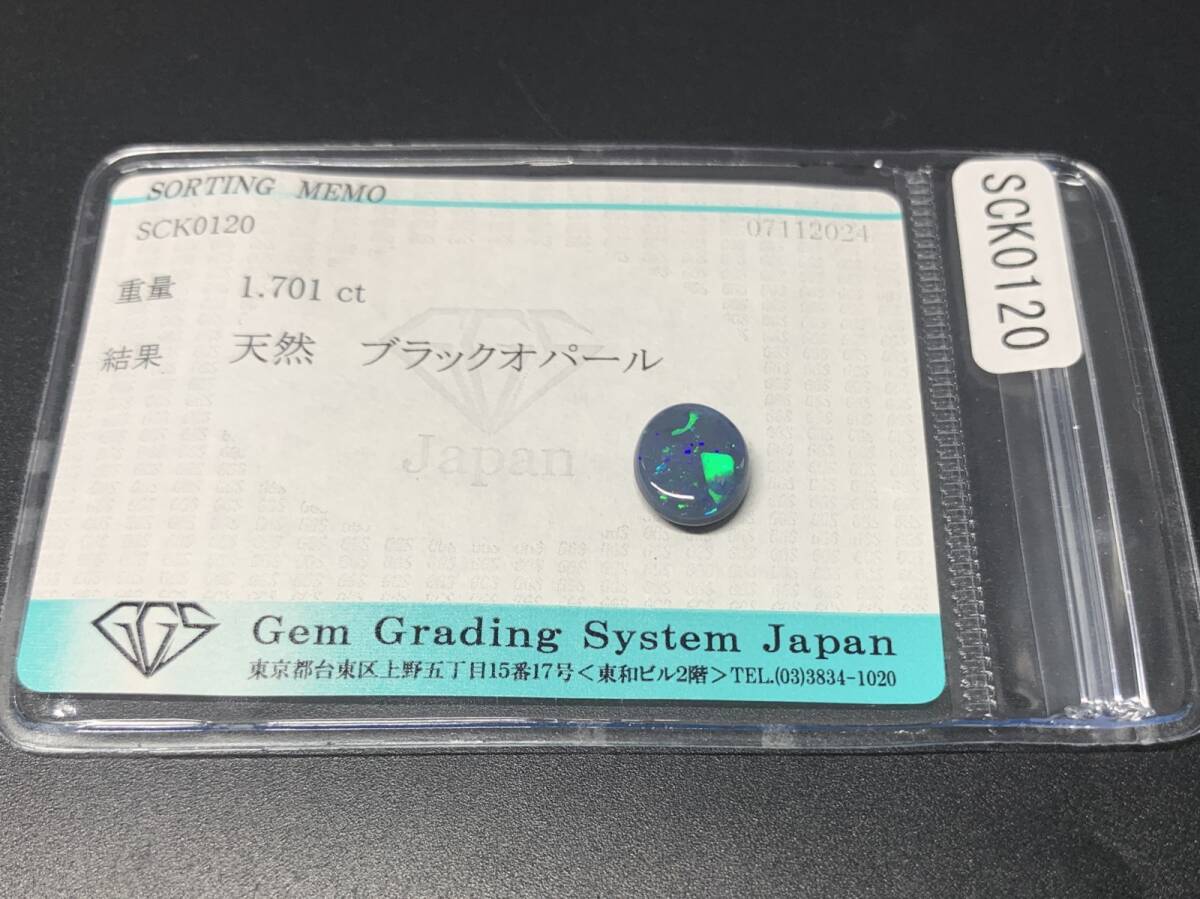 SORTING MEMO
SCK0120 07112024
重量 1.701 ct
結果 天然 ブラックオパール
Japan
GGS Gem Grading System Japan
東京都台東区上野五丁目15番17号<東和ビル2階>TEL.(03)3834-1020
SCK0120